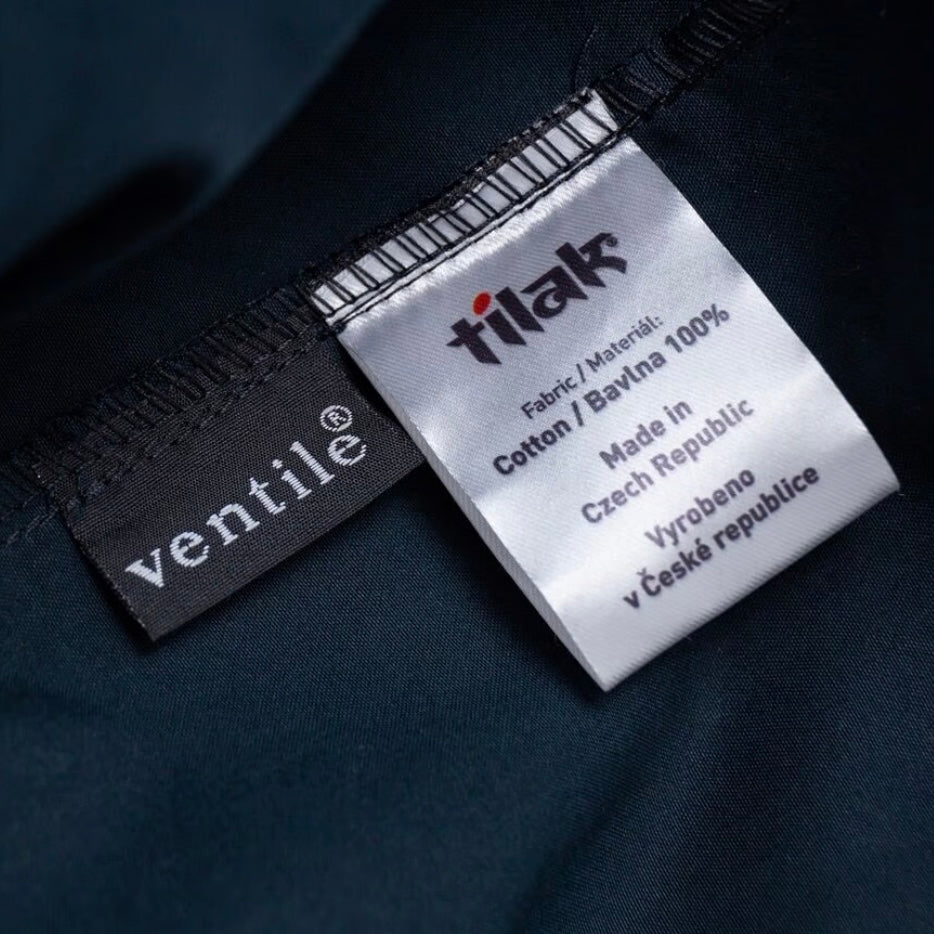 ventile®
tilak®
Fabric / Materiál:
Cotton / Bavlna 100%
Made in
Czech Republic
Vyrobeno
v České republice